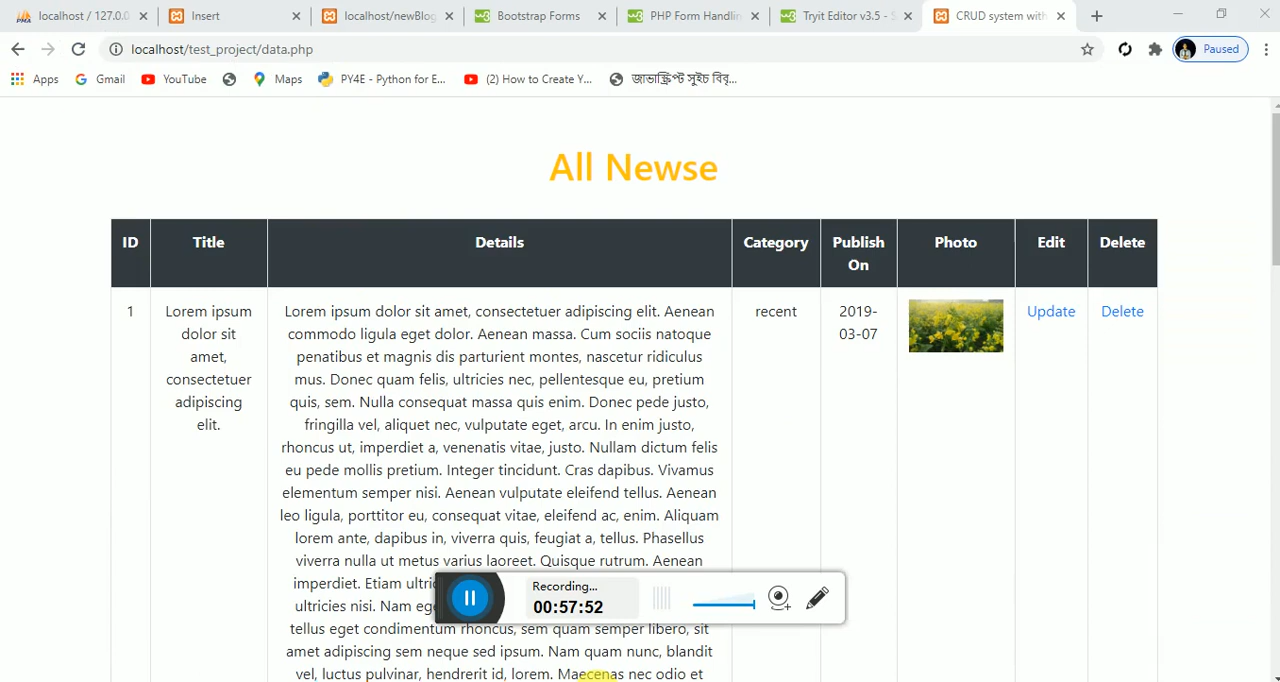 localhost / 127.0.0
Insert
localhost/newBlog
Bootstrap Forms
PHP Form Handlin
Tryit Editor v3.5 - S
CRUD system with
localhost/test_project/data.php
Paused
Apps
Gmail
YouTube
Maps
PY4E - Python for E...
(2) How to Create Y...
জাভাস্ক্রিপ্ট সুইচ বিবৃ...
All Newse
ID
Title
Details
Category
Publish
On
Photo
Edit
Delete
1
Lorem ipsum
dolor sit
amet,
consectetuer
adipiscing
elit.
Lorem ipsum dolor sit amet, consectetuer adipiscing elit. Aenean
commodo ligula eget dolor. Aenean massa. Cum sociis natoque
penatibus et magnis dis parturient montes, nascetur ridiculus
mus. Donec quam felis, ultricies nec, pellentesque eu, pretium
quis, sem. Nulla consequat massa quis enim. Donec pede justo,
fringilla vel, aliquet nec, vulputate eget, arcu. In enim justo,
rhoncus ut, imperdiet a, venenatis vitae, justo. Nullam dictum felis
eu pede mollis pretium. Integer tincidunt. Cras dapibus. Vivamus
elementum semper nisi. Aenean vulputate eleifend tellus. Aenean
leo ligula, porttitor eu, consequat vitae, eleifend ac, enim. Aliquam
lorem ante, dapibus in, viverra quis, feugiat a, tellus. Phasellus
viverra nulla ut metus varius laoreet. Quisque rutrum. Aenean
imperdiet. Etiam
ultricies nisi. Nam
tellus eget condimentum rhoncus, sem quam semper libero, sit
amet adipiscing sem neque sed ipsum. Nam quam nunc, blandit
vel, luctus pulvinar, hendrerit id, lorem. Maecenas nec odio et
recent
2019-
03-07
Update
Delete
Recording...
00:57:52